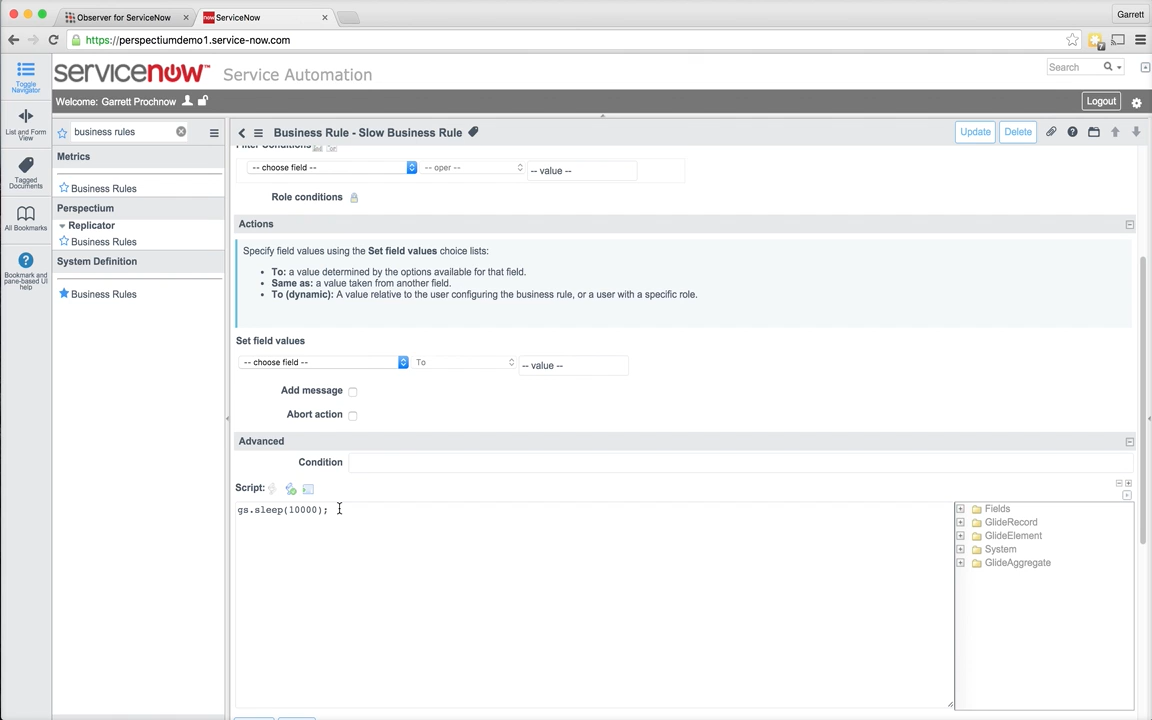 Observer for ServiceNow
ServiceNow
Garrett
https://perspectiumdemo1.service-now.com
7
Toggle Navigator
servicenow™ Service Automation
Search
List and Form View
Welcome: Garrett Prochnow
Logout
business rules
Business Rule - Slow Business Rule
Update
Delete
Metrics
Business Rules
Perspectium
Replicator
Business Rules
System Definition
Business Rules
Tagged Documents
All Bookmarks
Bookmark and pane-based UI help
Filter Conditions
-- choose field --
-- oper --
-- value --
Role conditions
Actions
Specify field values using the Set field values choice lists:
• To: a value determined by the options available for that field.
• Same as: a value taken from another field.
• To (dynamic): A value relative to the user configuring the business rule, or a user with a specific role.
Set field values
-- choose field --
To
-- value --
Add message
Abort action
Advanced
Condition
Script:
gs.sleep(10000);
Fields
GlideRecord
GlideElement
System
GlideAggregate